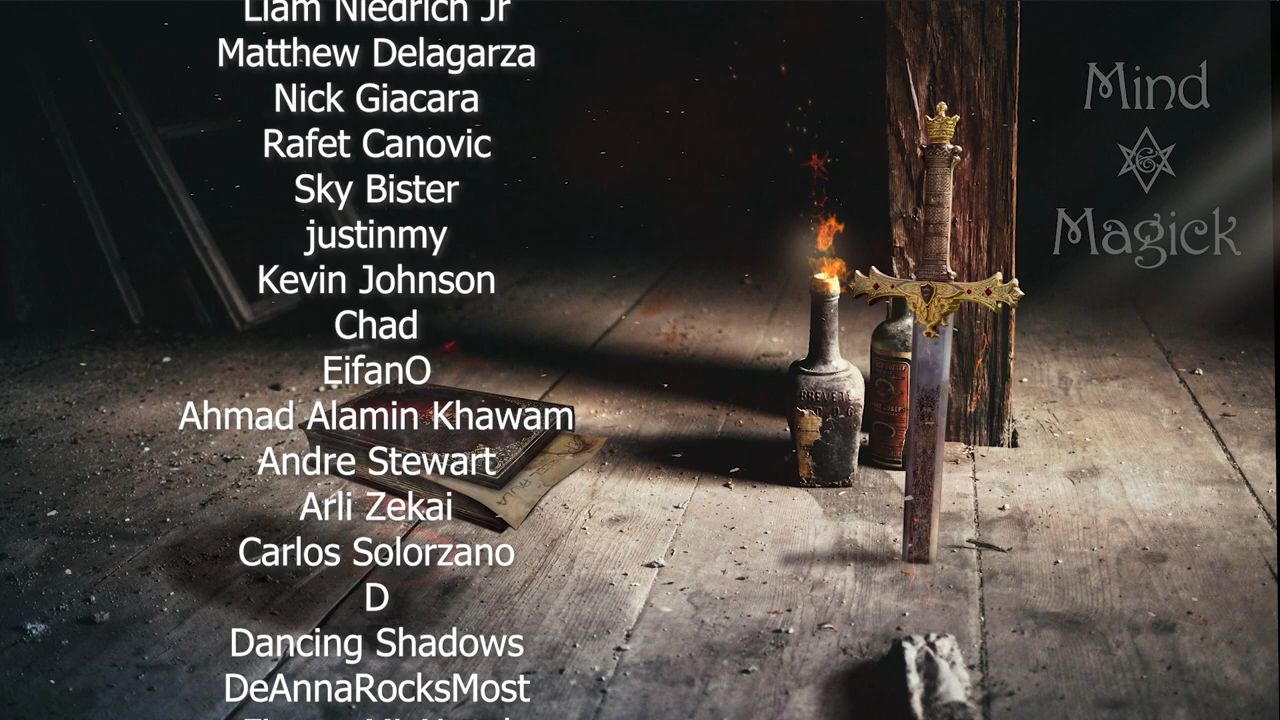 Liam Niedrich Jr
Matthew Delagarza
Nick Giacara
Rafet Canovic
Sky Bister
justinmy
Kevin Johnson
Chad
EifanO
Ahmad Alamin Khawam
Andre Stewart
Arli Zekai
Carlos Solorzano
D
Dancing Shadows
DeAnnaRocksMost
Mind
Magick
BREVETE